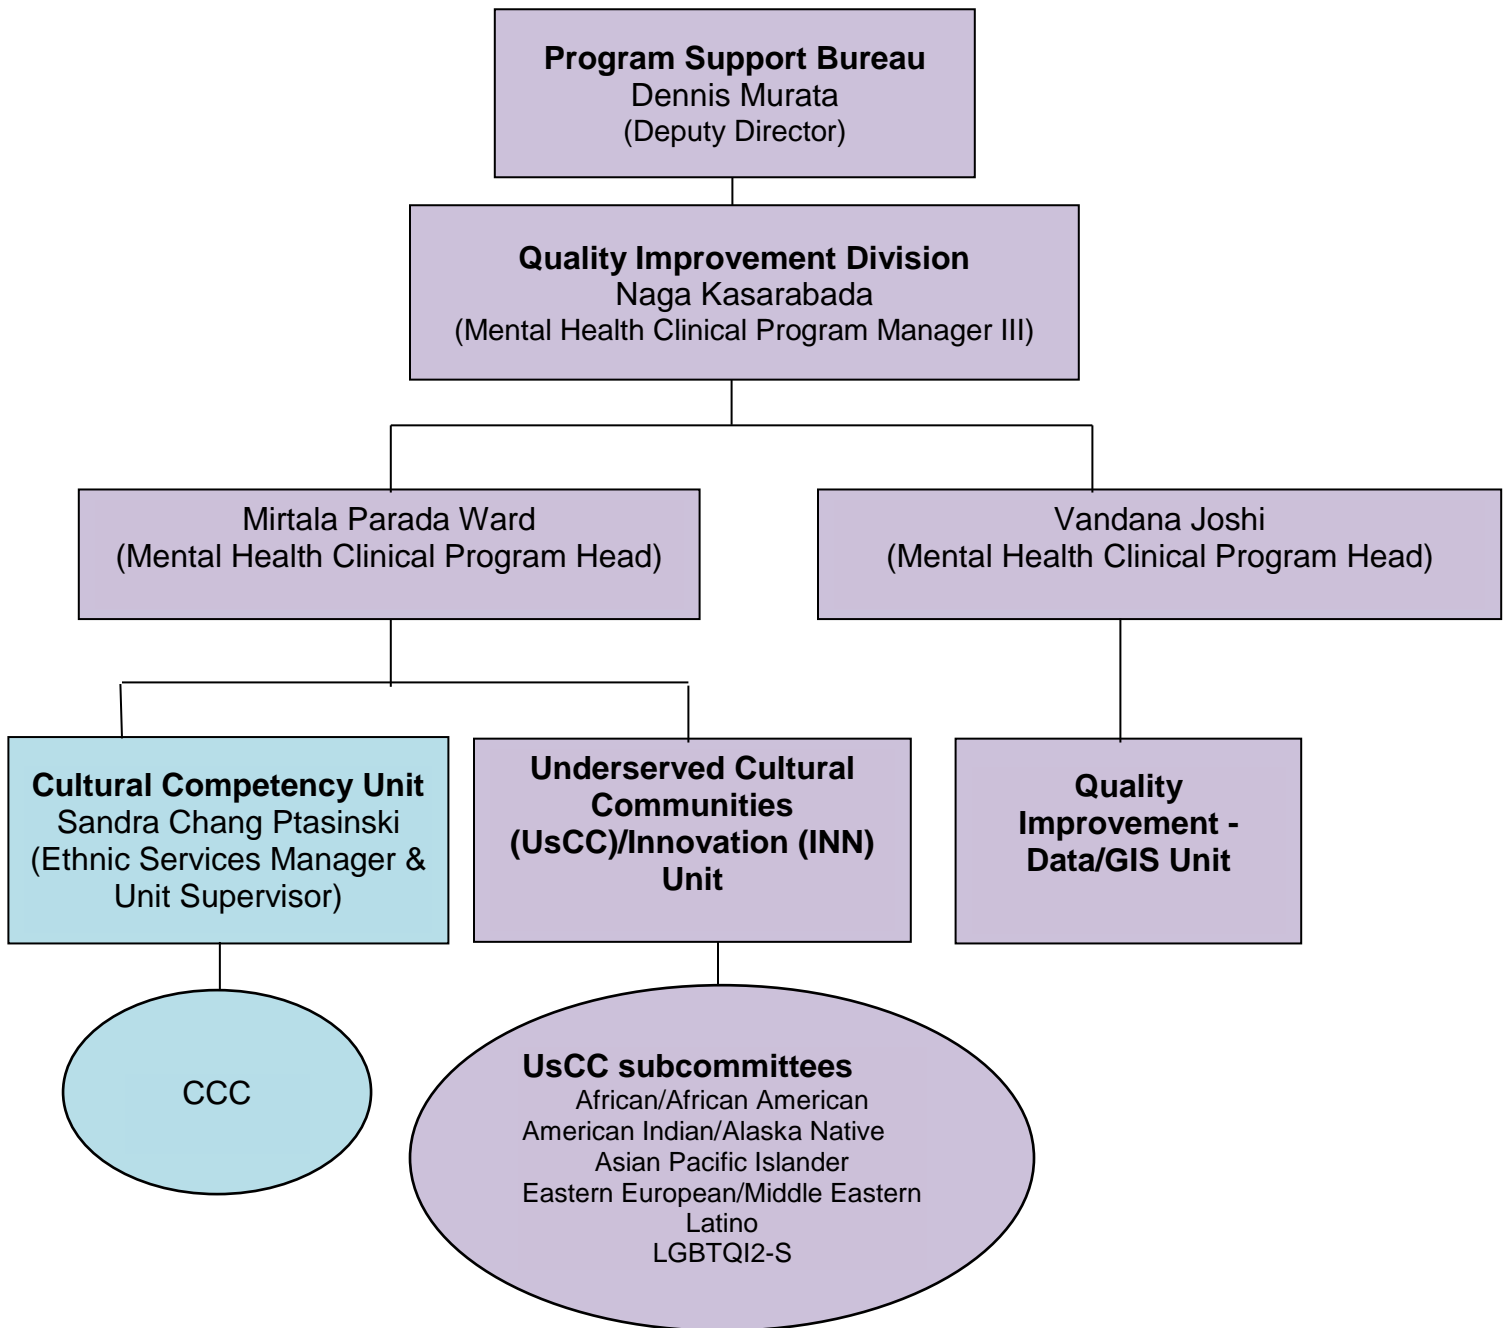 Program Support Bureau
Dennis Murata
(Deputy Director)
Quality Improvement Division
Naga Kasarabada
(Mental Health Clinical Program Manager III)
Mirtala Parada Ward
(Mental Health Clinical Program Head)
Vandana Joshi
(Mental Health Clinical Program Head)
Cultural Competency Unit
Sandra Chang Ptasinski
(Ethnic Services Manager &
Unit Supervisor)
Underserved Cultural
Communities
(UsCC)/Innovation (INN)
Unit
Quality
Improvement -
Data/GIS Unit
CCC
UsCC subcommittees
African/African American
American Indian/Alaska Native
Asian Pacific Islander
Eastern European/Middle Eastern
Latino
LGBTQI2-S